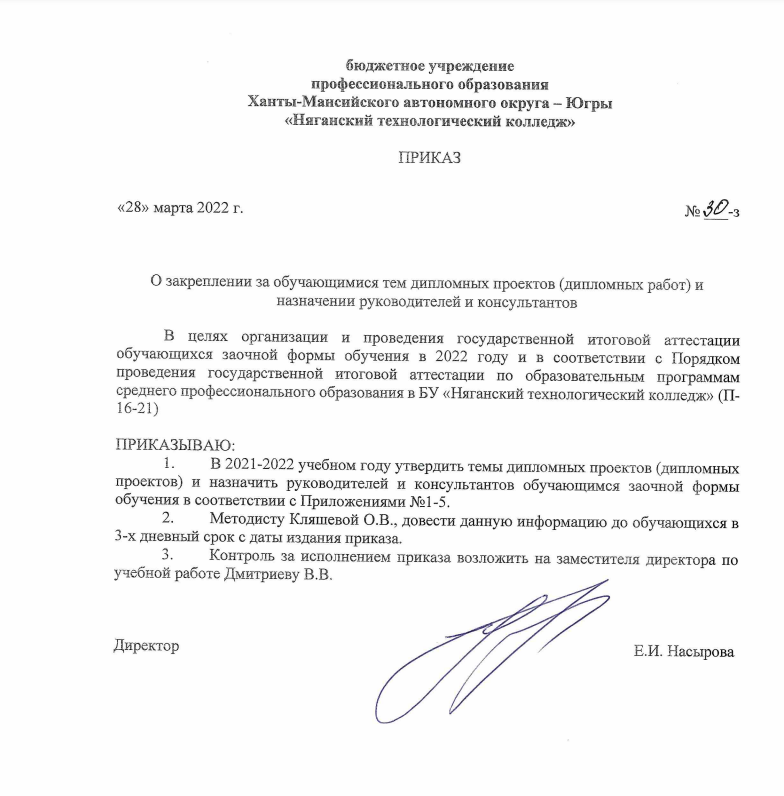 бюджетное учреждение
профессионального образования
Ханты-Мансийского автономного округа – Югры
«Няганский технологический колледж»
ПРИКАЗ
«28» марта 2022 г.
№ 30-з
О закреплении за обучающимися тем дипломных проектов (дипломных работ) и
назначении руководителей и консультантов
В целях организации и проведения государственной итоговой аттестации
обучающихся заочной формы обучения в 2022 году и в соответствии с Порядком
проведения государственной итоговой аттестации по образовательным программам
среднего профессионального образования в БУ «Няганский технологический колледж» (П-
16-21)
ПРИКАЗЫВАЮ:
1. В 2021-2022 учебном году утвердить темы дипломных проектов (дипломных
проектов) и назначить руководителей и консультантов обучающимся заочной формы
обучения в соответствии с Приложениями №1-5.
2. Методисту Кляшевой О.В., довести данную информацию до обучающихся в
3-х дневный срок с даты издания приказа.
3. Контроль за исполнением приказа возложить на заместителя директора по
учебной работе Дмитриеву В.В.
Директор
Е.И. Насырова